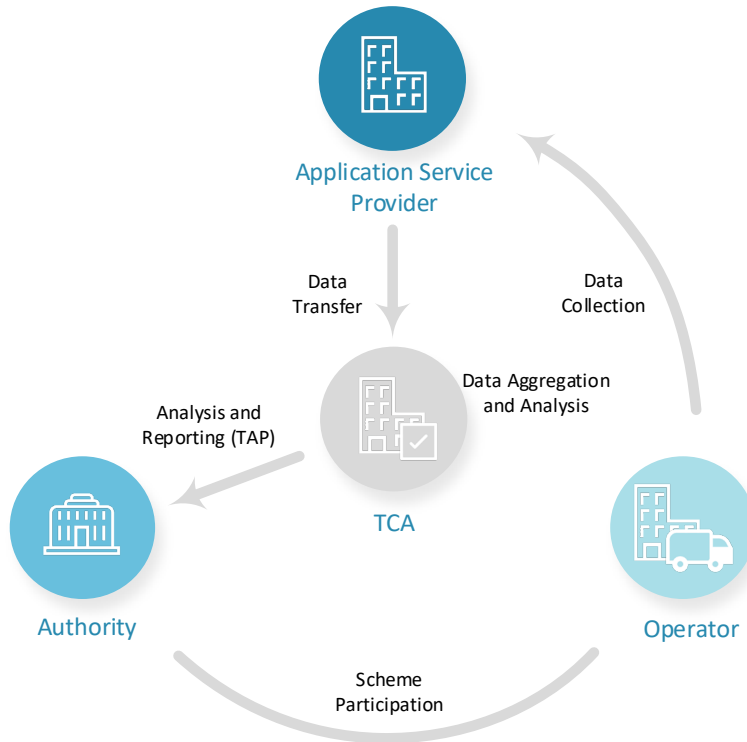 Application Service
Provider
Data
Transfer
Data
Collection
Data Aggregation
and Analysis
Analysis and
Reporting (TAP)
TCA
Authority
Operator
Scheme
Participation